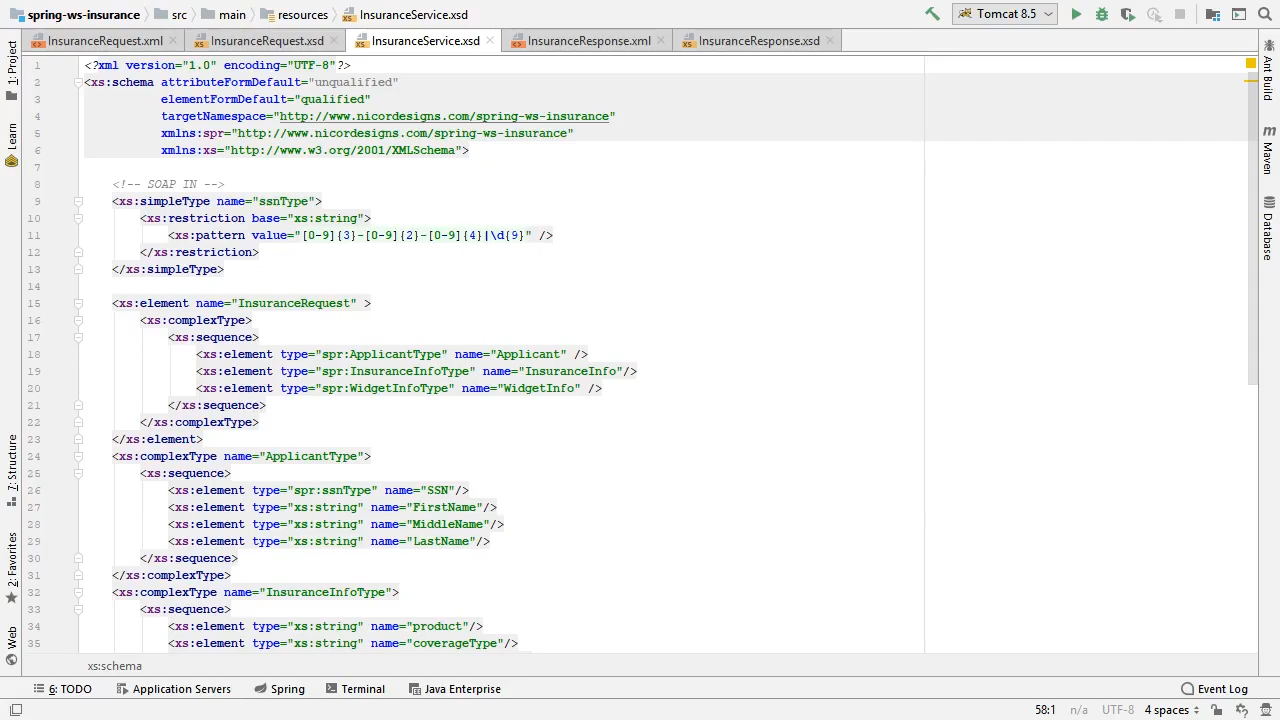 spring-ws-insurance src main resources InsuranceService.xsd Tomcat 8.5
InsuranceRequest.xml InsuranceRequest.xsd InsuranceService.xsd InsuranceResponse.xml InsuranceResponse.xsd
1: Project
Learn
7: Structure
2: Favorites
Web
1 <?xml version="1.0" encoding="UTF-8"?>
2 <xs:schema attributeFormDefault="unqualified"
3 elementFormDefault="qualified"
4 targetNamespace="http://www.nicordesigns.com/spring-ws-insurance"
5 xmlns:spr="http://www.nicordesigns.com/spring-ws-insurance"
6 xmlns:xs="http://www.w3.org/2001/XMLSchema">
7
8 <!-- SOAP IN -->
9 <xs:simpleType name="ssnType">
10 <xs:restriction base="xs:string">
11 <xs:pattern value="[0-9]{3}-[0-9]{2}-[0-9]{4}|\d{9}" />
12 </xs:restriction>
13 </xs:simpleType>
14
15 <xs:element name="InsuranceRequest" >
16 <xs:complexType>
17 <xs:sequence>
18 <xs:element type="spr:ApplicantType" name="Applicant" />
19 <xs:element type="spr:InsuranceInfoType" name="InsuranceInfo"/>
20 <xs:element type="spr:WidgetInfoType" name="WidgetInfo" />
21 </xs:sequence>
22 </xs:complexType>
23 </xs:element>
24 <xs:complexType name="ApplicantType">
25 <xs:sequence>
26 <xs:element type="spr:ssnType" name="SSN"/>
27 <xs:element type="xs:string" name="FirstName"/>
28 <xs:element type="xs:string" name="MiddleName"/>
29 <xs:element type="xs:string" name="LastName"/>
30 </xs:sequence>
31 </xs:complexType>
32 <xs:complexType name="InsuranceInfoType">
33 <xs:sequence>
34 <xs:element type="xs:string" name="product"/>
35 <xs:element type="xs:string" name="coverageType"/>
Ant Build
Maven
Database
xs:schema
6: TODO Application Servers Spring Terminal Java Enterprise Event Log
58:1 n/a UTF-8 4 spaces